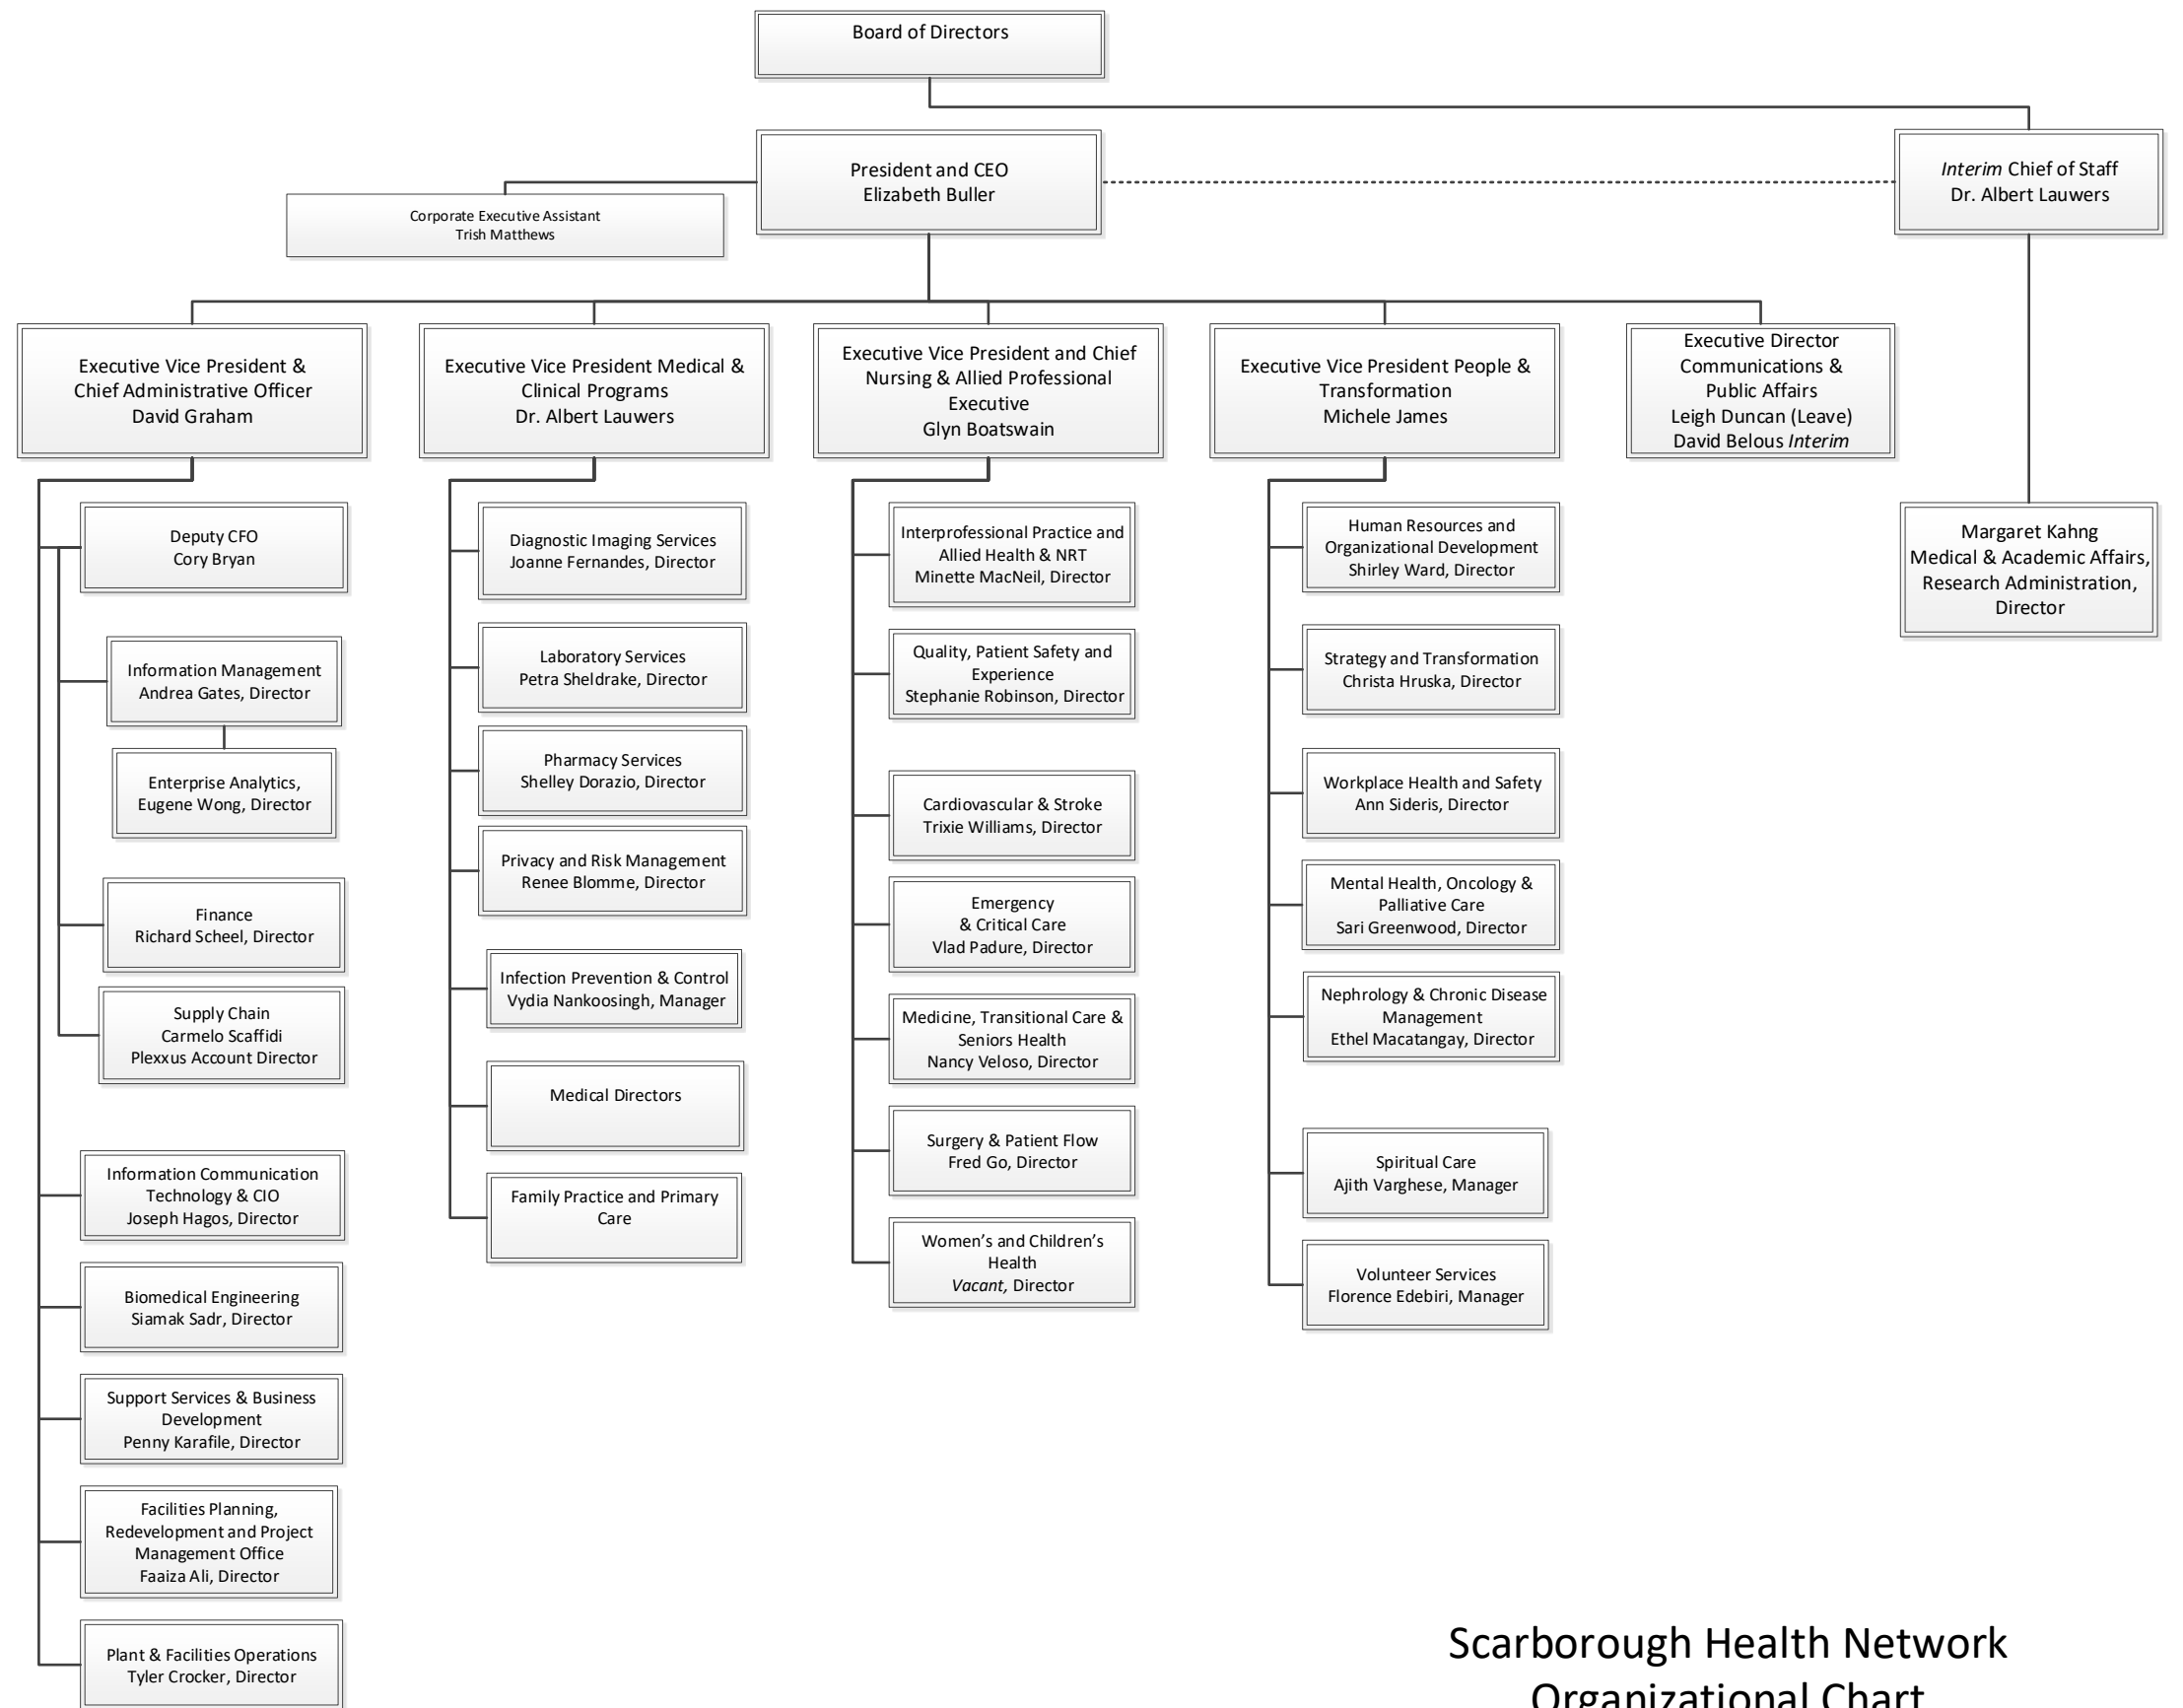 Board of Directors
President and CEO
Elizabeth Buller
Interim Chief of Staff
Dr. Albert Lauwers
Corporate Executive Assistant
Trish Matthews
Executive Vice President &
Chief Administrative Officer
David Graham
Executive Vice President Medical &
Clinical Programs
Dr. Albert Lauwers
Executive Vice President and Chief
Nursing & Allied Professional
Executive
Glyn Boatswain
Executive Vice President People &
Transformation
Michele James
Executive Director
Communications &
Public Affairs
Leigh Duncan (Leave)
David Belous Interim
Deputy CFO
Cory Bryan
Information Management
Andrea Gates, Director
Enterprise Analytics,
Eugene Wong, Director
Finance
Richard Scheel, Director
Supply Chain
Carmelo Scaffidi
Plexxus Account Director
Information Communication
Technology & CIO
Joseph Hagos, Director
Biomedical Engineering
Siamak Sadr, Director
Support Services & Business
Development
Penny Karafile, Director
Facilities Planning,
Redevelopment and Project
Management Office
Faaiza Ali, Director
Plant & Facilities Operations
Tyler Crocker, Director
Diagnostic Imaging Services
Joanne Fernandes, Director
Laboratory Services
Petra Sheldrake, Director
Pharmacy Services
Shelley Dorazio, Director
Privacy and Risk Management
Renee Blomme, Director
Infection Prevention & Control
Vydia Nankoosingh, Manager
Medical Directors
Family Practice and Primary
Care
Interprofessional Practice and
Allied Health & NRT
Minette MacNeil, Director
Quality, Patient Safety and
Experience
Stephanie Robinson, Director
Cardiovascular & Stroke
Trixie Williams, Director
Emergency
& Critical Care
Vlad Padure, Director
Medicine, Transitional Care &
Seniors Health
Nancy Veloso, Director
Surgery & Patient Flow
Fred Go, Director
Women’s and Children’s
Health
Vacant, Director
Human Resources and
Organizational Development
Shirley Ward, Director
Strategy and Transformation
Christa Hruska, Director
Workplace Health and Safety
Ann Sideris, Director
Mental Health, Oncology &
Palliative Care
Sari Greenwood, Director
Nephrology & Chronic Disease
Management
Ethel Macatangay, Director
Spiritual Care
Ajith Varghese, Manager
Volunteer Services
Florence Edebiri, Manager
Margaret Kahng
Medical & Academic Affairs,
Research Administration,
Director
Scarborough Health Network
Organizational Chart